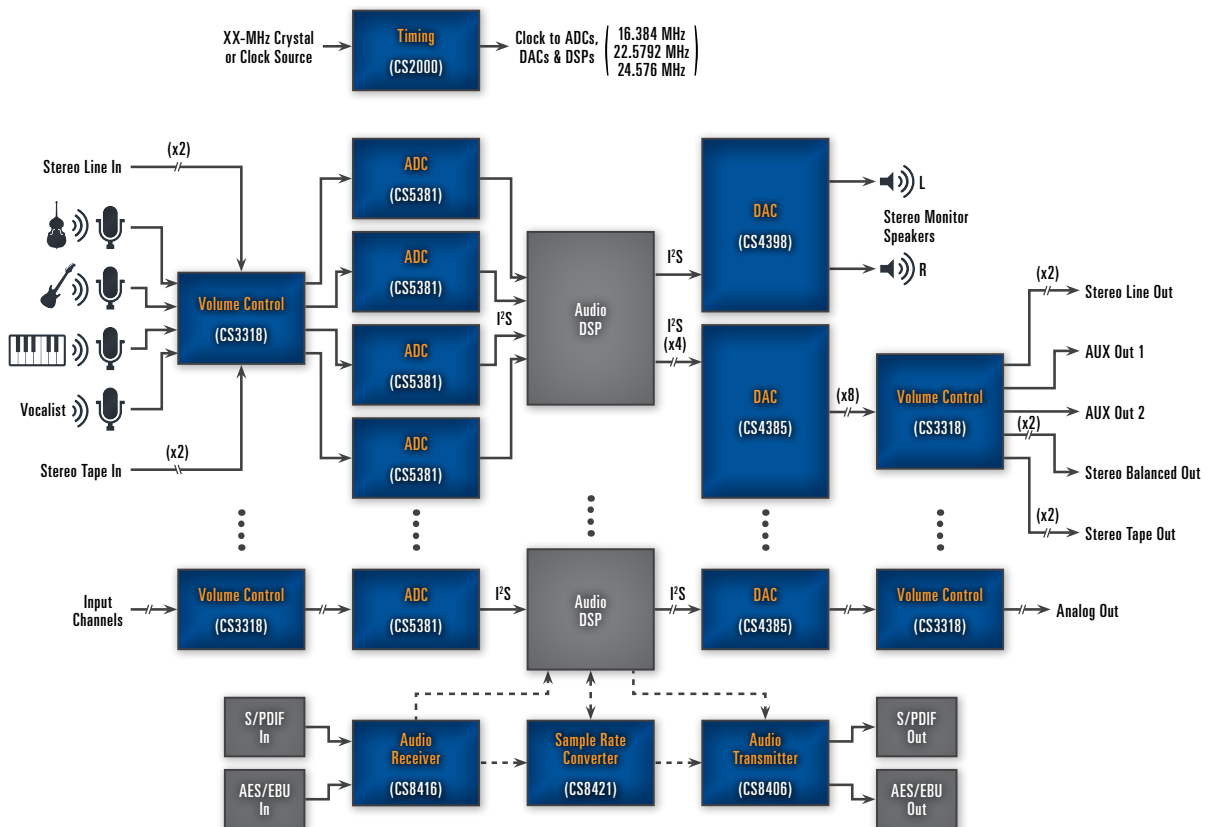 XX-MHz Crystal
or Clock Source
Timing
(CS2000)
Clock to ADCs,
DACs & DSPs
16.384 MHz
22.5792 MHz
24.576 MHz
Stereo Line In
(x2)
Vocalist
Stereo Tape In
(x2)
Volume Control
(CS3318)
ADC
(CS5381)
ADC
(CS5381)
ADC
(CS5381)
ADC
(CS5381)
I²S
Audio
DSP
I²S
I²S
(x4)
DAC
(CS4398)
L
Stereo Monitor
Speakers
R
DAC
(CS4385)
(x8)
Volume Control
(CS3318)
(x2)
Stereo Line Out
AUX Out 1
AUX Out 2
(x2)
Stereo Balanced Out
(x2)
Stereo Tape Out
Input
Channels
Volume Control
(CS3318)
ADC
(CS5381)
I²S
Audio
DSP
I²S
DAC
(CS4385)
Volume Control
(CS3318)
Analog Out
S/PDIF
In
AES/EBU
In
Audio
Receiver
(CS8416)
Sample Rate
Converter
(CS8421)
Audio
Transmitter
(CS8406)
S/PDIF
Out
AES/EBU
Out